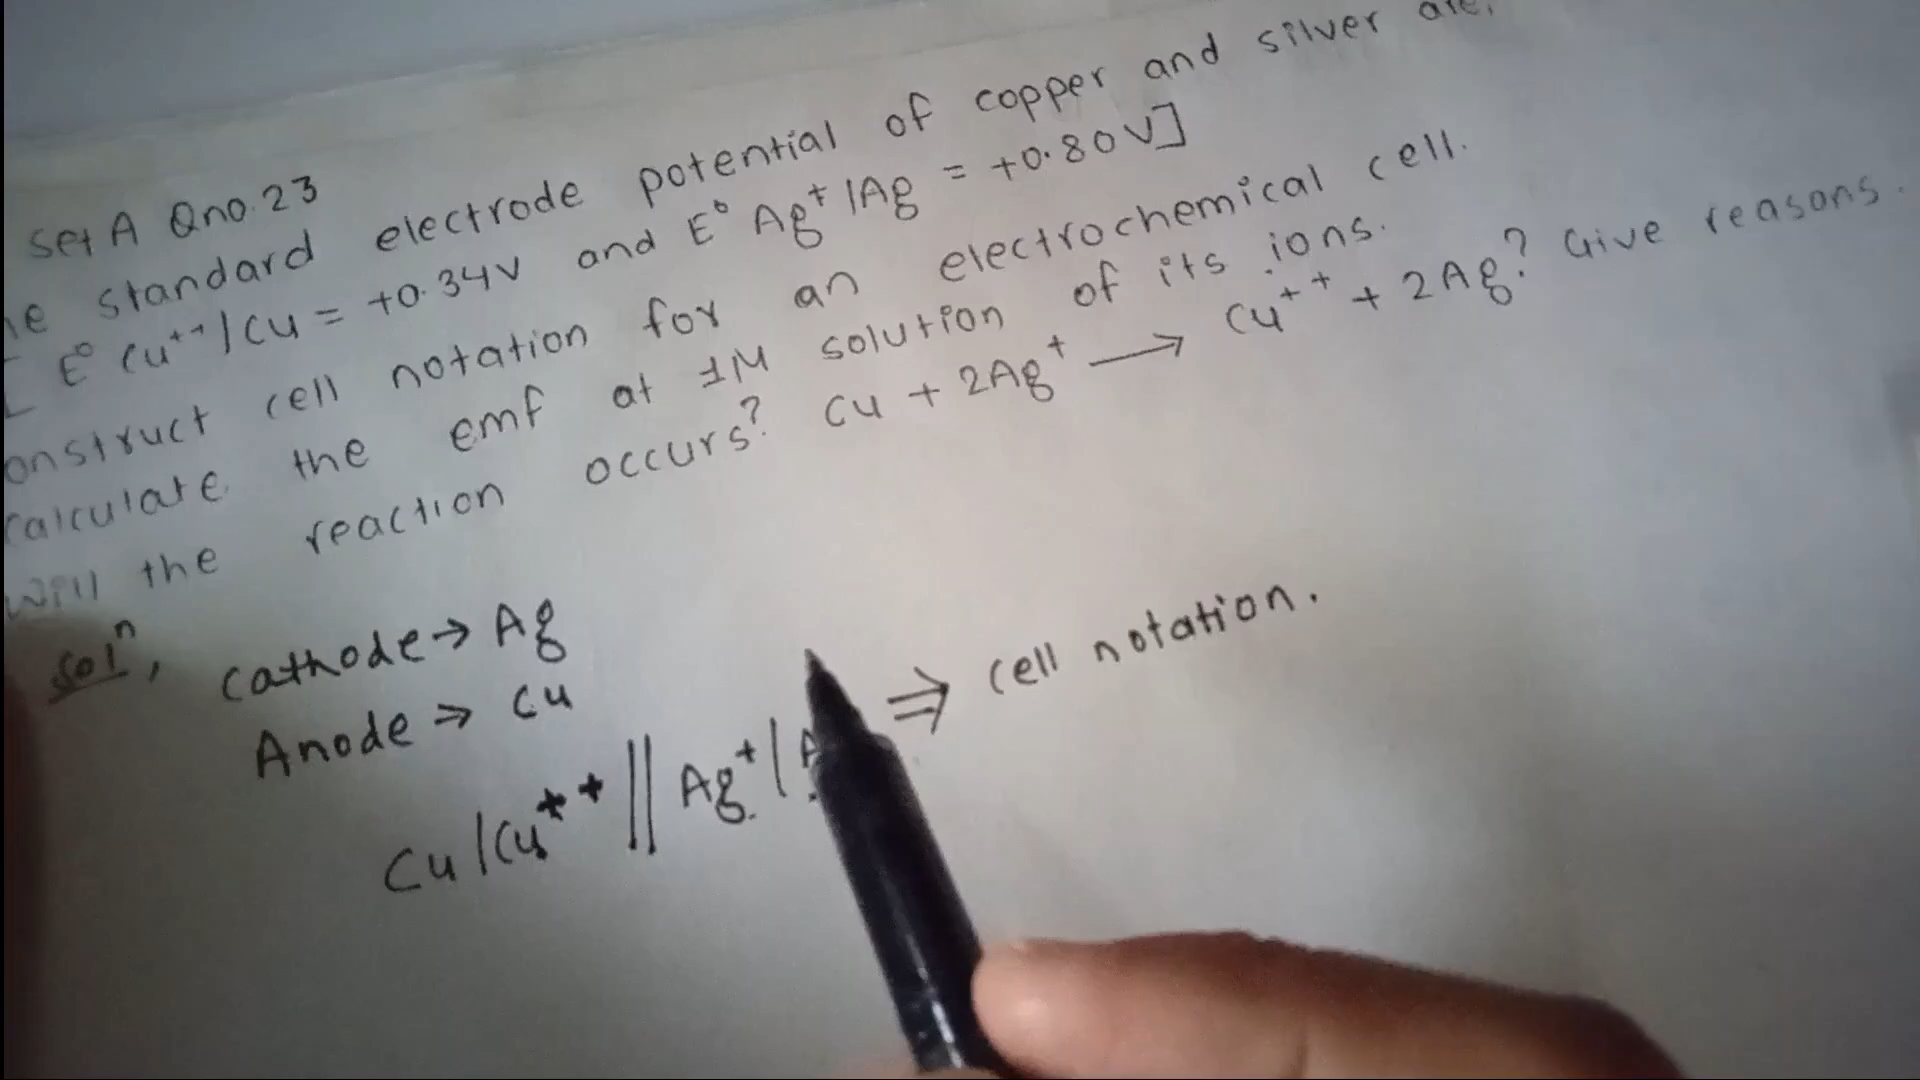 Set A Qno. 23
standard electrode potential of copper and silver are,
[ E° Cu⁺⁺/Cu = +0.34V and E° Ag⁺/Ag = +0.80V]
onstruct cell notation for an electrochemical cell.
calculate the emf at 1M solution of its ions.
Will the reaction occurs? Cu + 2Ag⁺ → Cu⁺⁺ + 2Ag? Give reasons.
Solⁿ, Cathode → Ag
Anode → Cu
Cu/Cu⁺⁺ || Ag⁺ | ⇒ cell notation.